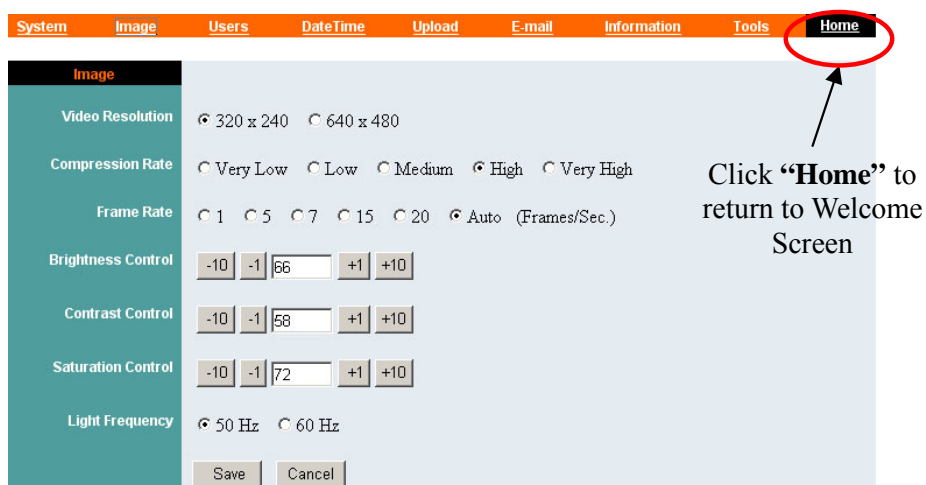 System Image Users DateTime Upload E-mail Information Tools Home
Image
Video Resolution 320 x 240 640 x 480
Compression Rate Very Low Low Medium High Very High
Frame Rate 1 5 7 15 20 Auto (Frames/Sec.)
Brightness Control -10 -1 66 +1 +10
Contrast Control -10 -1 58 +1 +10
Saturation Control -10 -1 72 +1 +10
Light Frequency 50 Hz 60 Hz
Save Cancel
Click “Home” to
return to Welcome
Screen